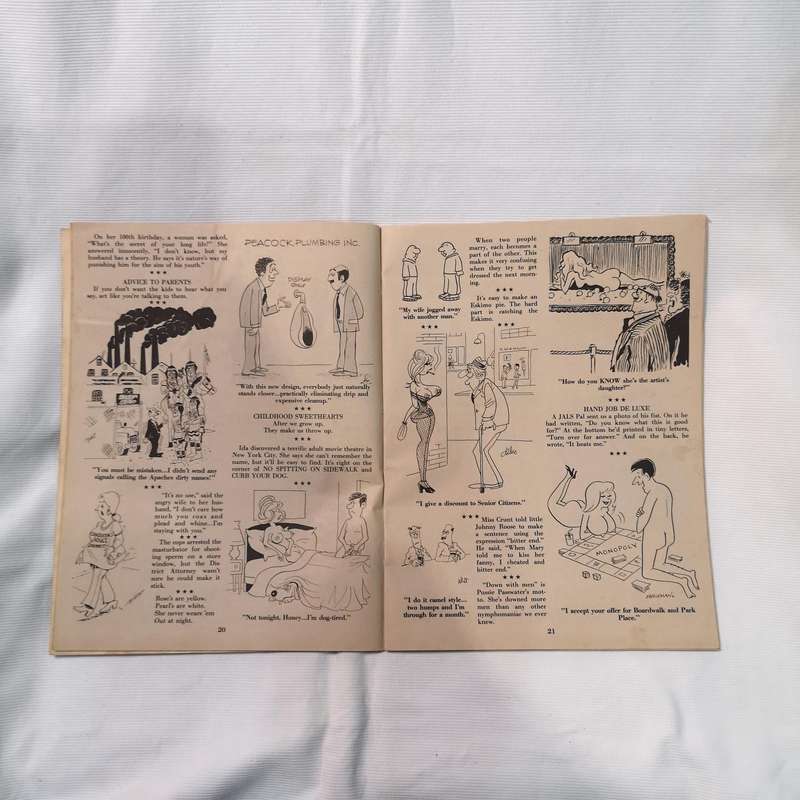 On her 100th birthday, a woman was asked,
"What's the secret of your long life?" She
answered innocently, "I don't know, but my
husband has a theory. He says it's nature's way of
punishing him for the sins of his youth."
★★★
ADVICE TO PARENTS
If you don't want the kids to hear what you
say, act like you're talking to them.
★★★
"You must be mistaken...I didn't send any
signals calling the Apaches dirty names!"
★★★
"It's no use," said the
angry wife to her hus-
band, "I don't care how
much you coax and
plead and whine...I'm
staying with you."
★★★
The cops arrested the
masturbator for shoot-
ing sperm on a store
window, but the Dis-
trict Attorney wasn't
sure he could make it
stick.
★★★
Rose's are yellow.
Pearl's are white.
She never wears 'em
Out at night.
20
PEACOCK PLUMBING INC.
DISPLAY
ONLY
"With this new design, everybody just naturally
stands closer...practically eliminating drip and
expensive cleanup."
★★★
CHILDHOOD SWEETHEARTS
After we grow up,
They make us throw up.
★★★
Ida discovered a terrific adult movie theatre in
New York City. She says she can't remember the
name, but it'll be easy to find. It's right on the
corner of NO SPITTING ON SIDEWALK and
CURB YOUR DOG.
★★★
"Not tonight, Honey...I'm dog-tired."
"My wife jogged away
with another man."
★★★
When two people
marry, each becomes a
part of the other. This
makes it very confusing
when they try to get
dressed the next morn-
ing.
★★★
It's easy to make an
Eskimo pie. The hard
part is catching the
Eskimo.
★★★
"I give a discount to Senior Citizens."
"I do it camel style...
two humps and I'm
through for a month."
★★★ Miss Crunt told little
Johnny Roose to make
a sentence using the
expression "bitter end."
He said, "When Mary
told me to kiss her
fanny, I cheated and
bitter end."
★★★
"Down with men" is
Pussie Passwater's mot-
to. She's downed more
men than any other
nymphomaniac we ever
knew.
21
"How do you KNOW she's the artist's
daughter?"
★★★
HAND JOB DE LUXE
A JALS Pal sent us a photo of his fist. On it he
had written, "Do you know what this is good
for?" At the bottom he'd printed in tiny letters,
"Turn over for answer." And on the back, he
wrote, "It beats me."
★★★
MONOPOLY
"I accept your offer for Boardwalk and Park
Place."